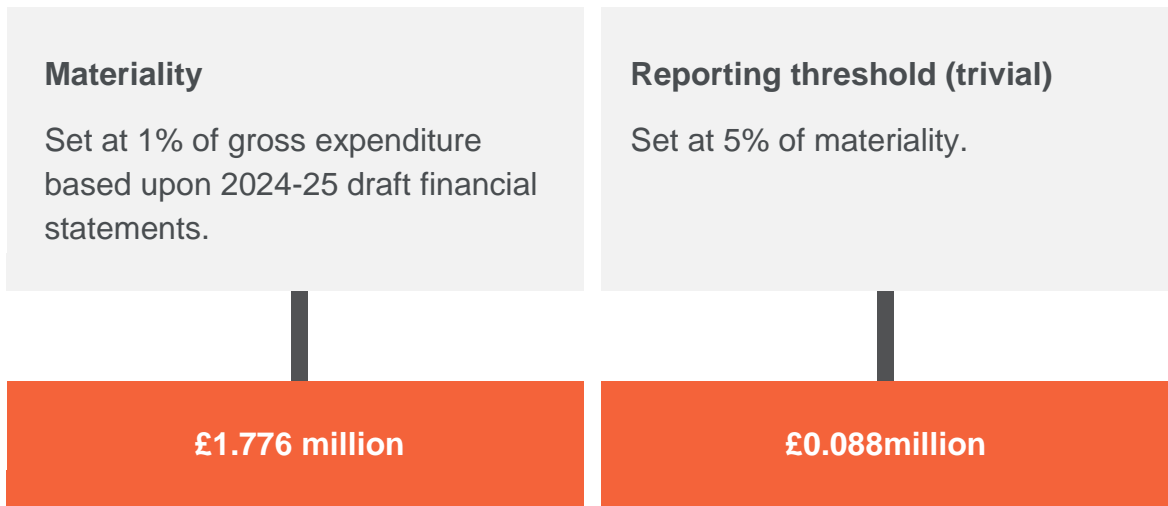 Materiality
Set at 1% of gross expenditure
based upon 2024-25 draft financial
statements.
£1.776 million
Reporting threshold (trivial)
Set at 5% of materiality.
£0.088million